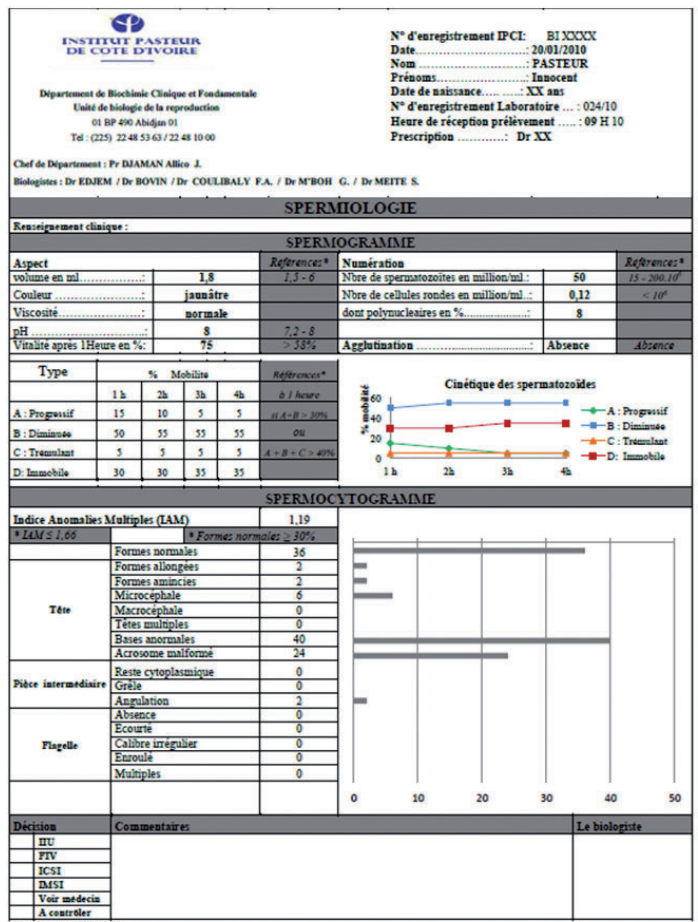 INSTITUT PASTEUR
DE COTE D'IVOIRE
Département de Biochimie Clinique et Fondamentale
Unité de biologie de la reproduction
01 BP 490 Abidjan 01
Tel : (225) 22 48 53 63 / 22 48 10 00
N° d'enregistrement IPCI: BI XXXX
Date............................: 20/01/2010
Nom ...........................: PASTEUR
Prénoms......................: Innocent
Date de naissance..... .....: XX ans
N° d'enregistrement Laboratoire ... : 024/10
Heure de réception prélèvement ..... : 09 H 10
Prescription ............: Dr XX
Chef de Département : Pr DJAMAN Allico J.
Biologistes : Dr EDJEM / Dr BOVIN / Dr COULIBALY F.A. / Dr M'BOH G. / Dr MEITE S.
SPERMIOLOGIE
Renseignement clinique :
SPERMOGRAMME
Aspect Références* Numération Références*
volume en ml................: 1,8 1,5 - 6 Nbre de spermatozoïtes en million/ml.: 50 15 - 200.10⁶
Couleur ......................: jaunâtre Nbre de cellules rondes en million/ml..: 0,12 < 10⁶
Viscosité.....................: normale dont polynucleaires en %................: 8
pH ............................: 8 7,2 - 8
Vitalité après 1Heure en %: 75 > 58% Agglutination ............................: Absence Absence
Type % Mobilite Références*
1 h 2h 3h 4h à 1 heure
A : Progressif 15 10 5 5 si A+B > 30%
B : Diminuée 50 55 55 55 ou
C : Tremulant 5 5 5 5 A + B + C > 40%
D: Immobile 30 30 35 35
Cinétique des spermatozoïdes
% mobilité
60
40
20
0
1 h 2h 3h 4h
A : Progressif
B : Diminuée
C : Trémulant
D: Immobile
SPERMOCYTOGRAMME
Indice Anomalies Multiples (IAM) 1,19
* IAM ≤ 1,66 * Formes normales ≥ 30%
Formes normales 36
Tête
Formes allongées 2
Formes amincies 2
Microcéphale 6
Macrocéphale 0
Têtes multiples 0
Bases anormales 40
Acrosome malformé 24
Pièce intermédiaire
Reste cytoplasmique 0
Grêle 0
Angulation 2
Flagelle
Absence 0
Ecourté 0
Calibre irrégulier 0
Enroulé 0
Multiples 0
0 10 20 30 40 50
Décision Commentaires Le biologiste
IIU
FIV
ICSI
IMSI
Voir médecin
A contrôler